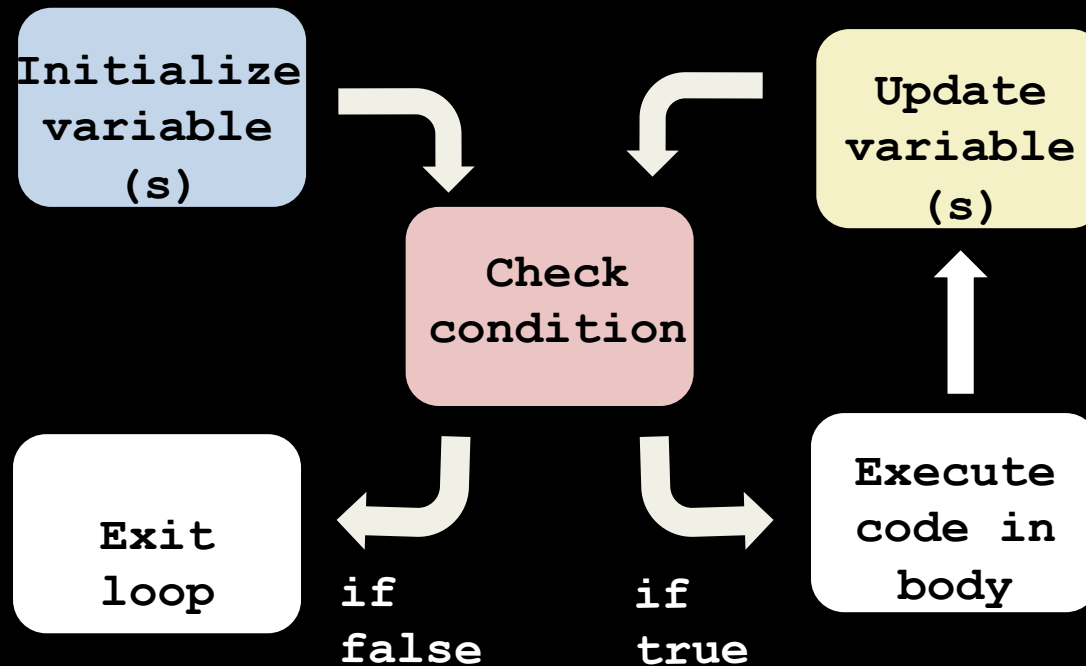 Initialize
variable
(s)
Update
variable
(s)
Check
condition
Exit
loop
if
false
if
true
Execute
code in
body